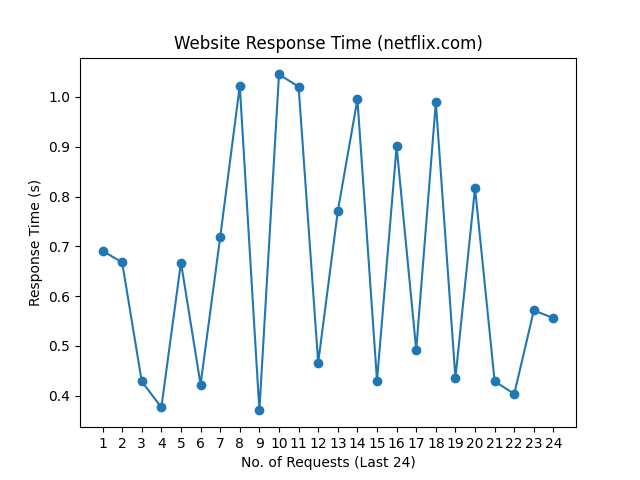 Website Response Time (netflix.com)
1.0
0.9
0.8
0.7
0.6
0.5
0.4
Response Time (s)
1 2 3 4 5 6 7 8 9 10 11 12 13 14 15 16 17 18 19 20 21 22 23 24
No. of Requests (Last 24)